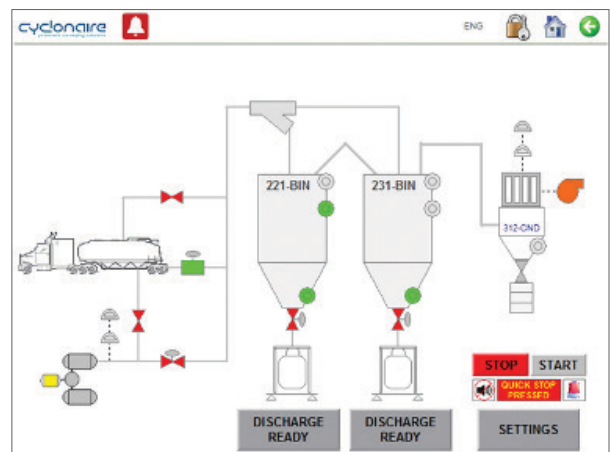 cyclonaire
ENG
221-BIN
231-BIN
312-CND
STOP
START
QUICK STOP
PRESSED
DISCHARGE
READY
DISCHARGE
READY
SETTINGS